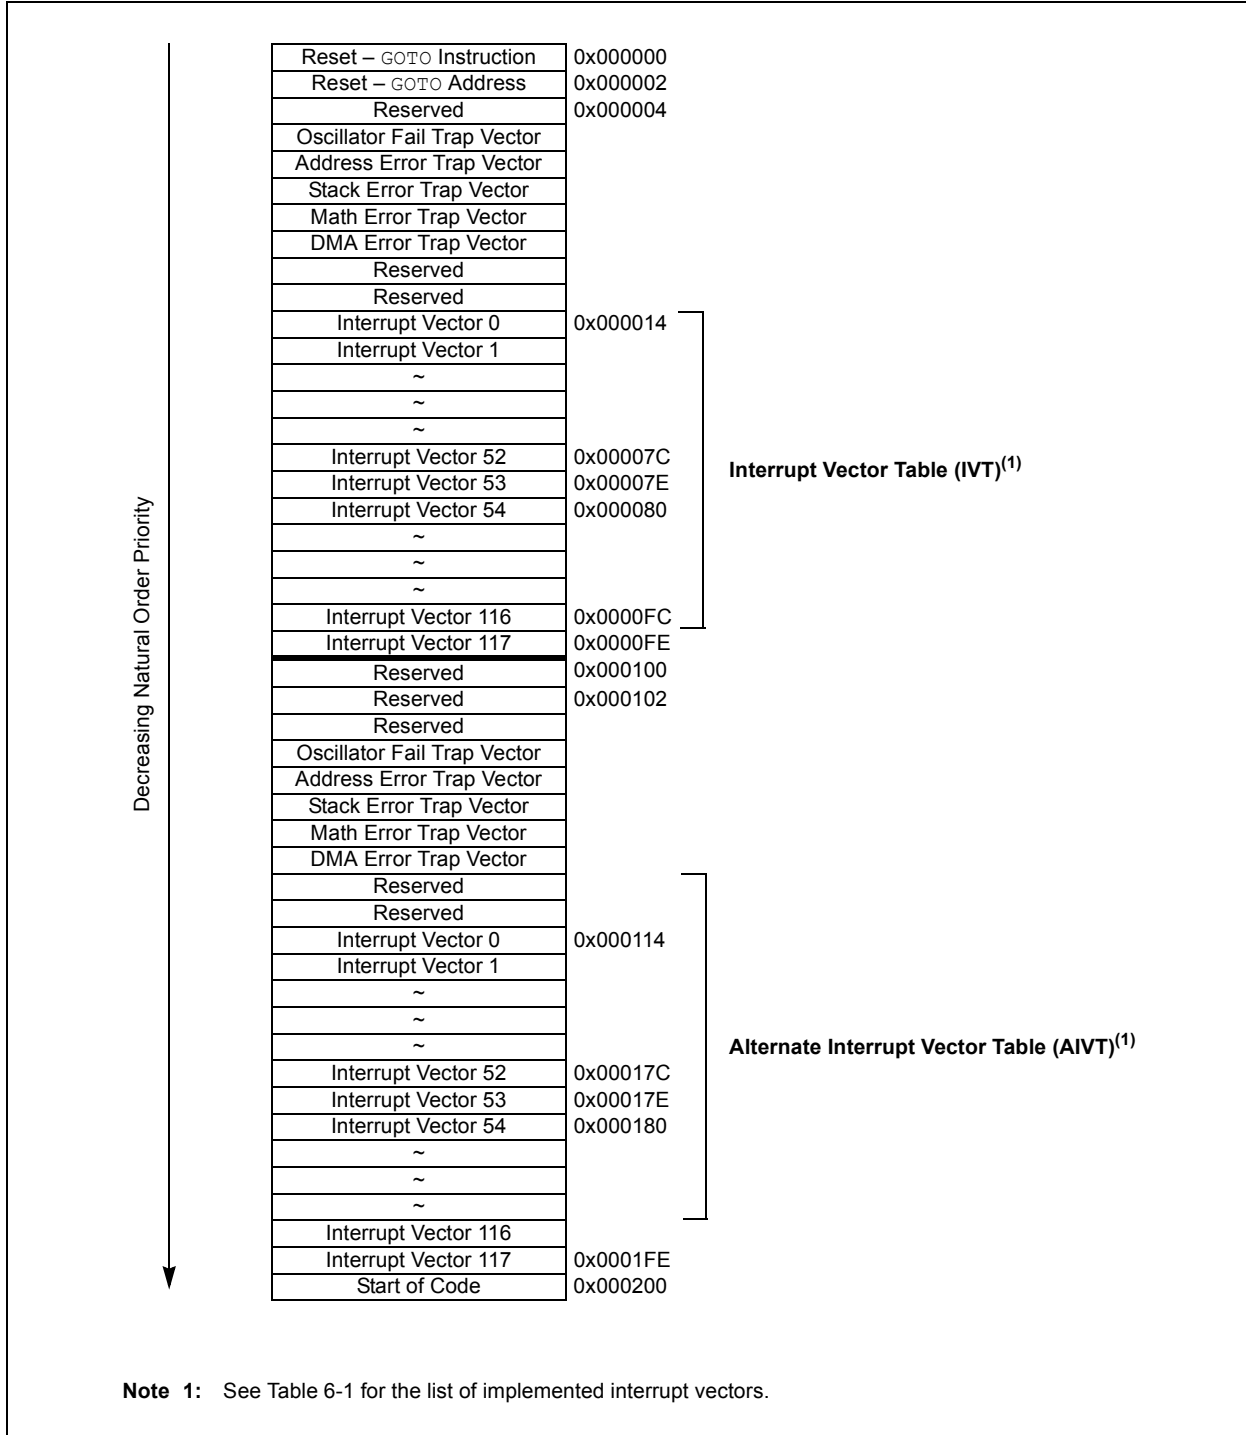 Reset – GOTO Instruction 0x000000
Reset – GOTO Address 0x000002
Reserved 0x000004
Oscillator Fail Trap Vector
Address Error Trap Vector
Stack Error Trap Vector
Math Error Trap Vector
DMA Error Trap Vector
Reserved
Reserved
Interrupt Vector 0 0x000014
Interrupt Vector 1
~
~
~
Interrupt Vector 52 0x00007C
Interrupt Vector Table (IVT)(1)
Interrupt Vector 53 0x00007E
Interrupt Vector 54 0x000080
~
~
~
Interrupt Vector 116 0x0000FC
Interrupt Vector 117 0x0000FE
Reserved 0x000100
Reserved 0x000102
Reserved
Oscillator Fail Trap Vector
Address Error Trap Vector
Stack Error Trap Vector
Math Error Trap Vector
DMA Error Trap Vector
Reserved
Reserved
Interrupt Vector 0 0x000114
Interrupt Vector 1
~
~
~
Alternate Interrupt Vector Table (AIVT)(1)
Interrupt Vector 52 0x00017C
Interrupt Vector 53 0x00017E
Interrupt Vector 54 0x000180
~
~
~
Interrupt Vector 116
Interrupt Vector 117 0x0001FE
Start of Code 0x000200
Decreasing Natural Order Priority
Note 1: See Table 6-1 for the list of implemented interrupt vectors.